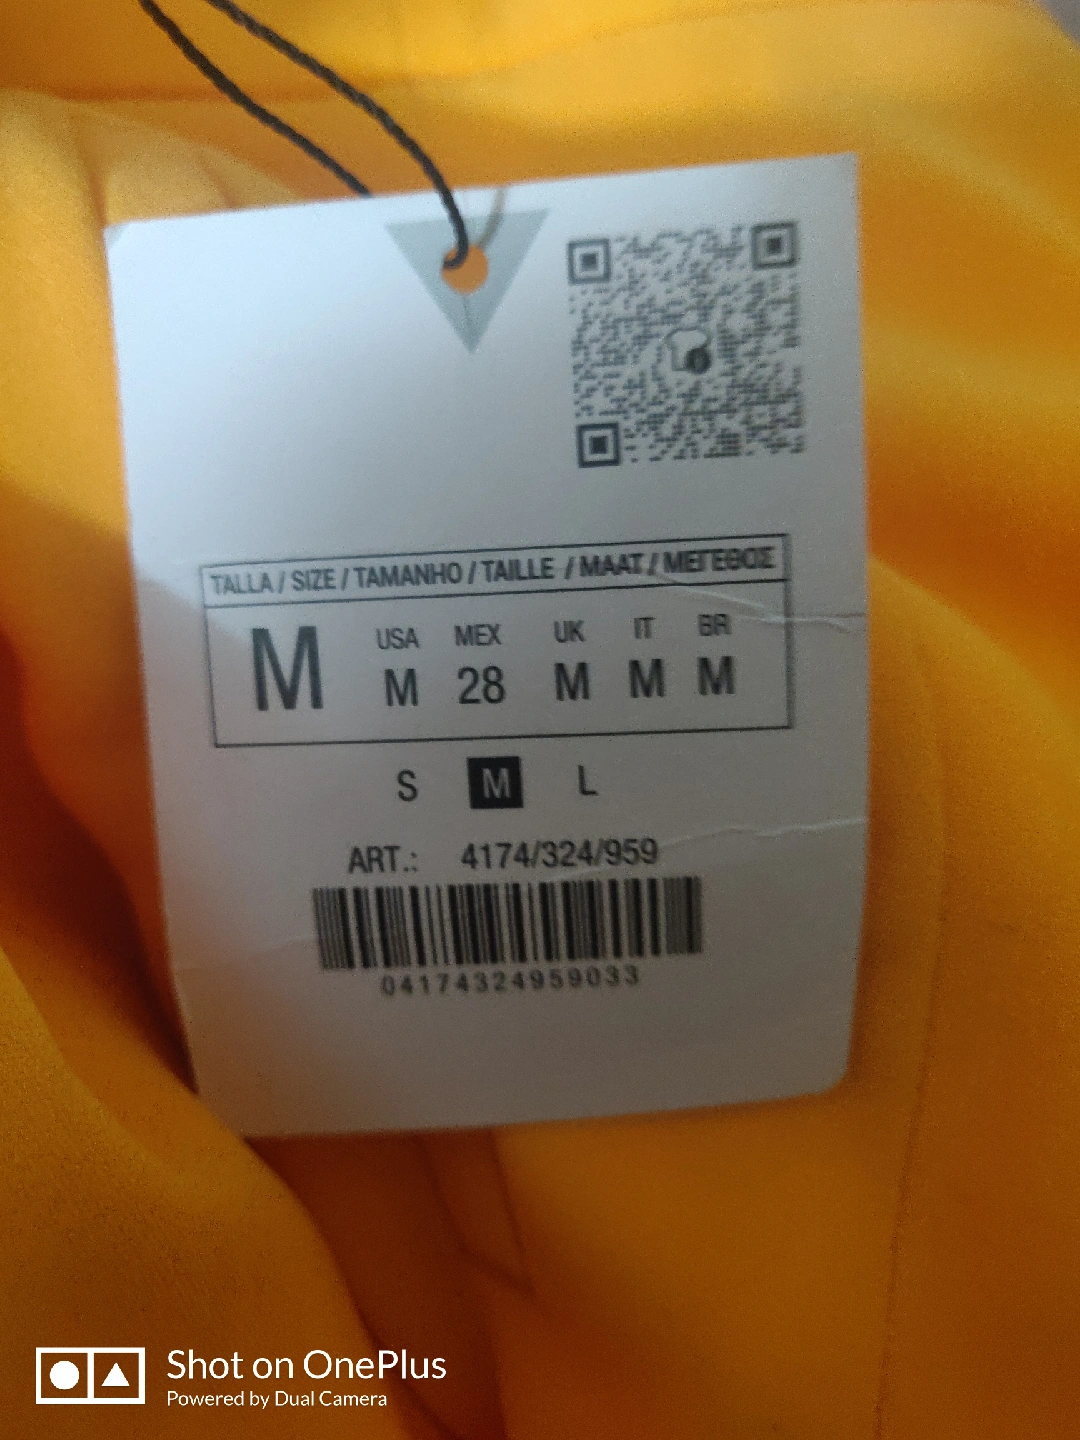 TALLA / SIZE / TAMANHO / TAILLE / MAAT / ΜΕΓΕΘΟΣ
USA MEX UK IT BR
M M 28 M M M
S M L
ART.: 4174/324/959
04174324959033
Shot on OnePlus
Powered by Dual Camera